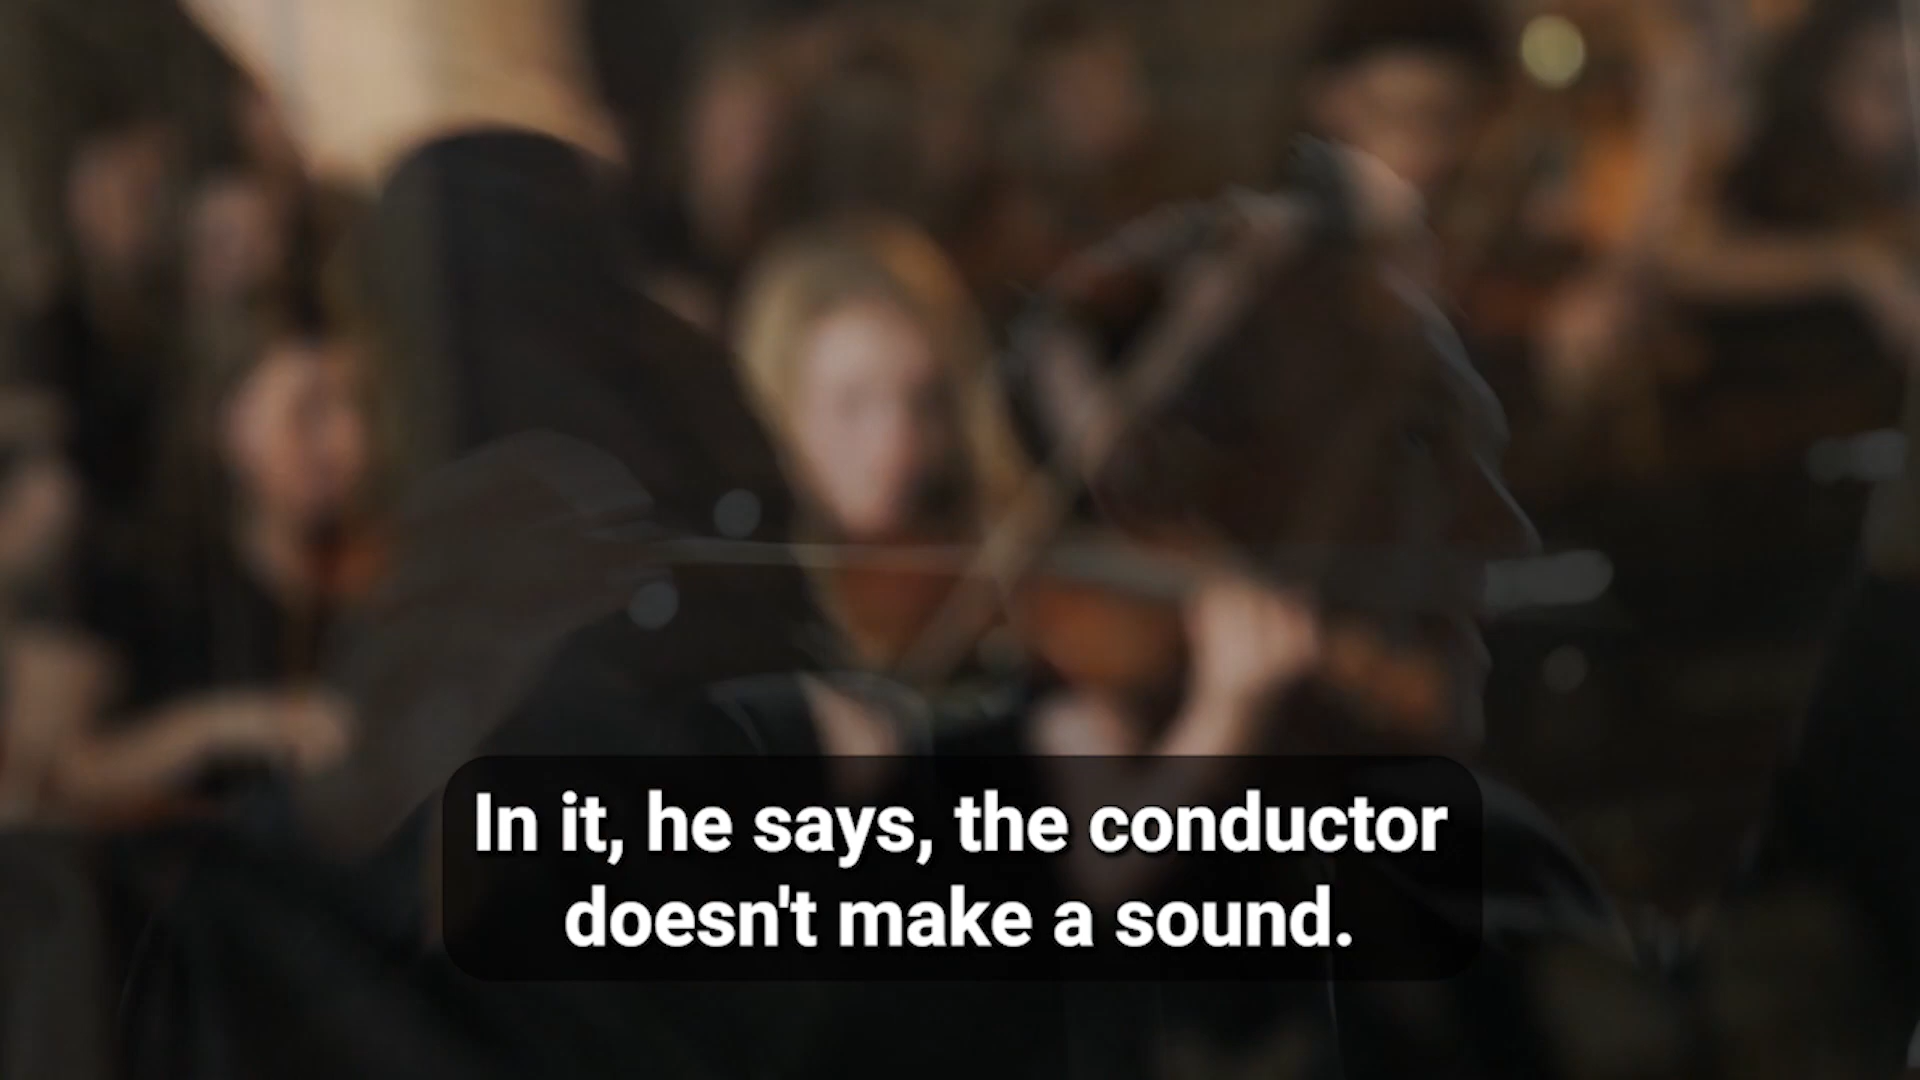 In it, he says, the conductor
doesn't make a sound.